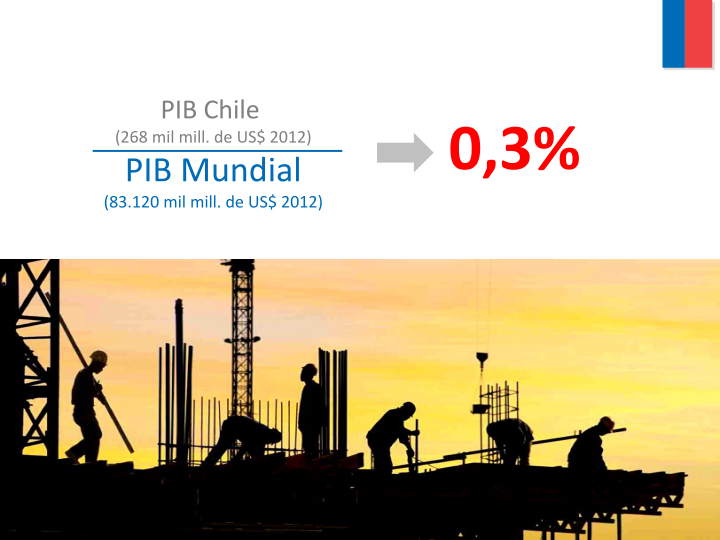 PIB Chile
(268 mil mill. de US$ 2012)
PIB Mundial
(83.120 mil mill. de US$ 2012)
0,3%